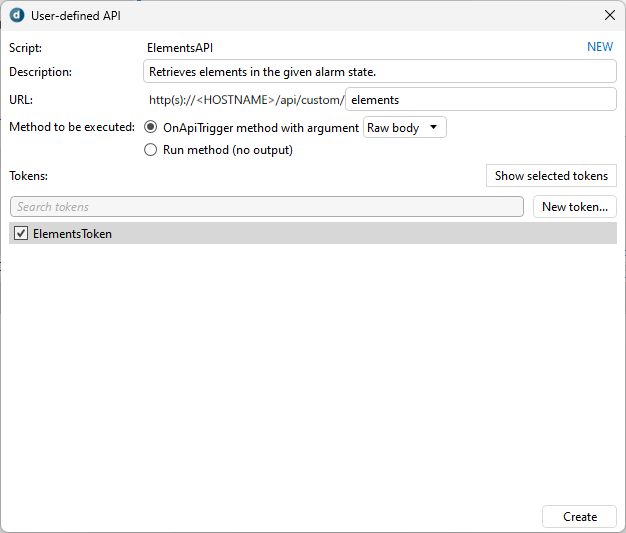 User-defined API
Script: ElementsAPI NEW
Description: Retrieves elements in the given alarm state.
URL: http(s)://<HOSTNAME>/api/custom/ elements
Method to be executed: OnApiTrigger method with argument Raw body
Run method (no output)
Tokens: Show selected tokens
Search tokens New token...
ElementsToken
Create